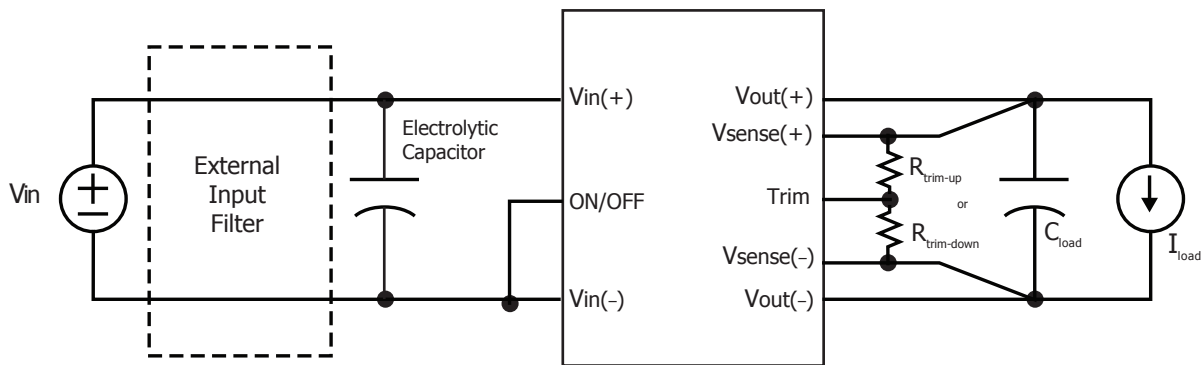 Vin
External
Input
Filter
Electrolytic
Capacitor
Vin(+)
ON/OFF
Vin(−)
Vout(+)
Vsense(+)
Trim
Vsense(−)
Vout(−)
Rtrim-up
or
Rtrim-down
Cload
Iload